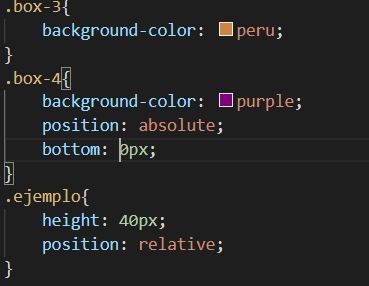 .box-3{
background-color: peru;
}
.box-4{
background-color: purple;
position: absolute;
bottom: 0px;
}
.ejemplo{
height: 40px;
position: relative;
}